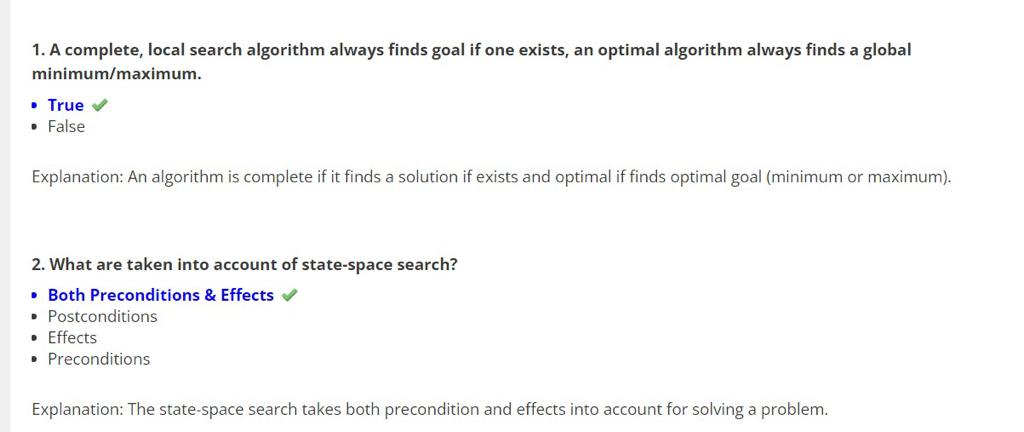 1. A complete, local search algorithm always finds goal if one exists, an optimal algorithm always finds a global
minimum/maximum.
• True
• False
Explanation: An algorithm is complete if it finds a solution if exists and optimal if finds optimal goal (minimum or maximum).
2. What are taken into account of state-space search?
• Both Preconditions & Effects
• Postconditions
• Effects
• Preconditions
Explanation: The state-space search takes both precondition and effects into account for solving a problem.